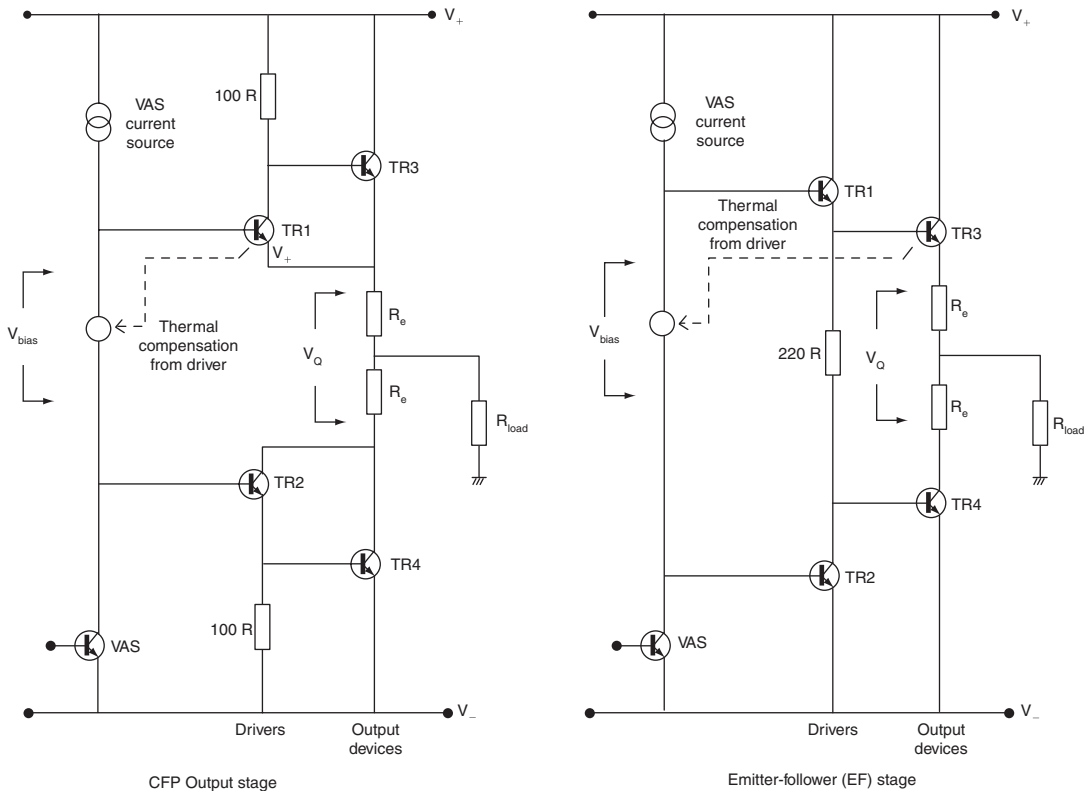 V+
100 R
VAS
current
source
TR3
TR1
V+
Vbias
Thermal
compensation
from driver
VQ
Re
Re
Rload
TR2
TR4
100 R
VAS
V–
Drivers
Output
devices
CFP Output stage
V+
VAS
current
source
TR1
Thermal
compensation
from driver
TR3
Vbias
220 R
VQ
Re
Re
Rload
TR4
TR2
VAS
V–
Drivers
Output
devices
Emitter-follower (EF) stage